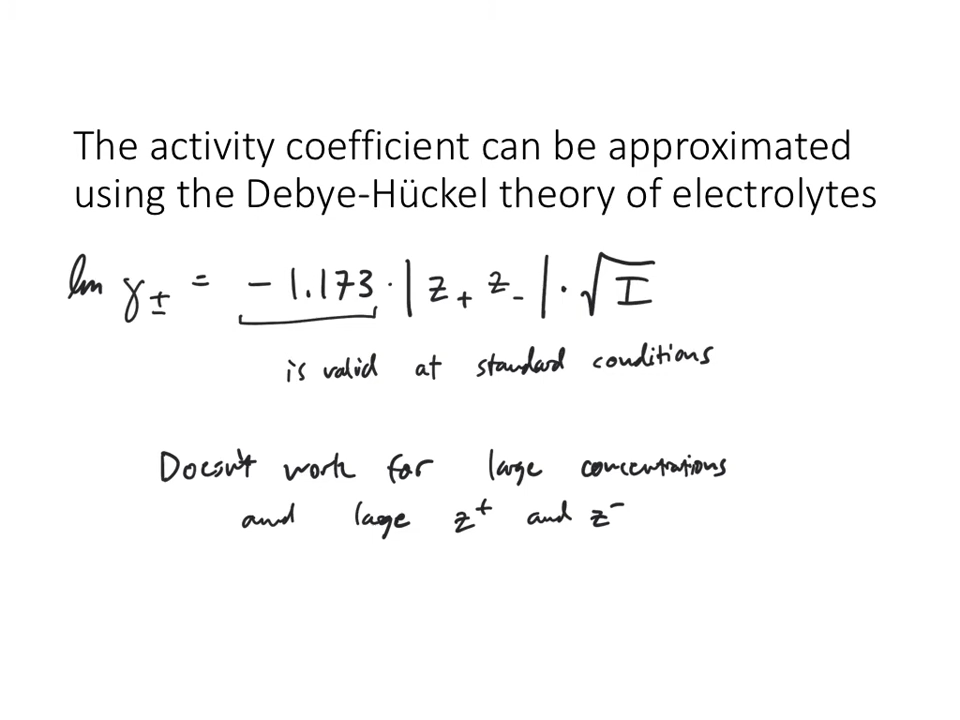 The activity coefficient can be approximated
using the Debye-Hückel theory of electrolytes
ln γ± = - 1.173 · | z+ z- | · √I
is valid at standard conditions
Doesn't work for large concentrations
and large z⁺ and z⁻